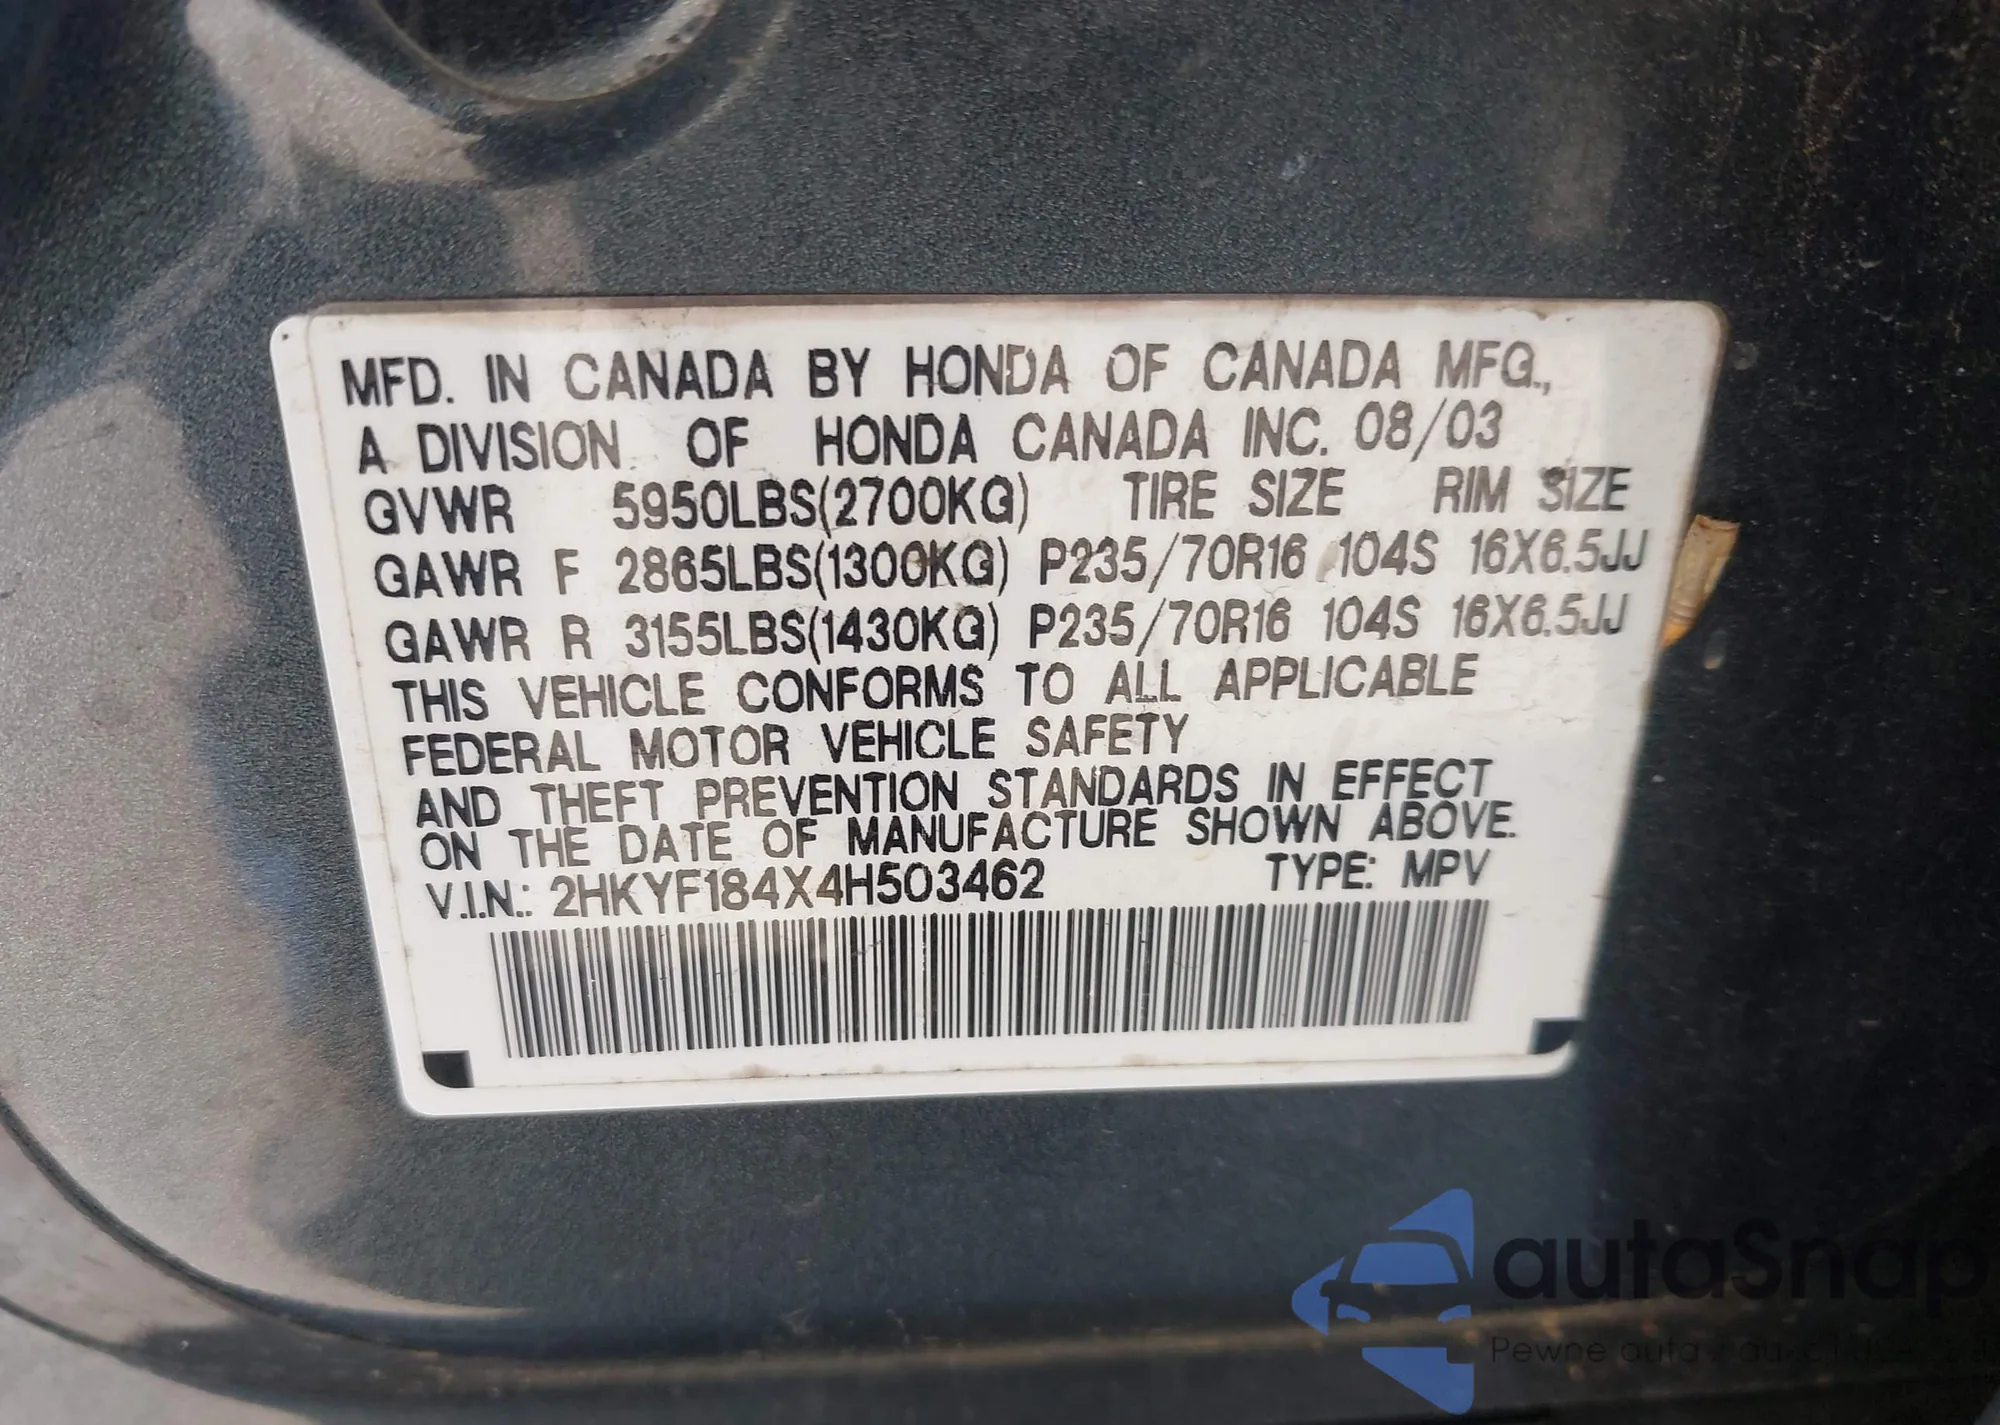 MFD. IN CANADA BY HONDA OF CANADA MFG.,
A DIVISION OF HONDA CANADA INC. 08/03
GVWR 5950LBS(2700KG) TIRE SIZE RIM SIZE
GAWR F 2865LBS(1300KG) P235/70R16 104S 16X6.5JJ
GAWR R 3155LBS(1430KG) P235/70R16 104S 16X6.5JJ
THIS VEHICLE CONFORMS TO ALL APPLICABLE
FEDERAL MOTOR VEHICLE SAFETY
AND THEFT PREVENTION STANDARDS IN EFFECT
ON THE DATE OF MANUFACTURE SHOWN ABOVE.
V.I.N.: 2HKYF184X4H503462 TYPE: MPV
autaSnap
Pewne auta